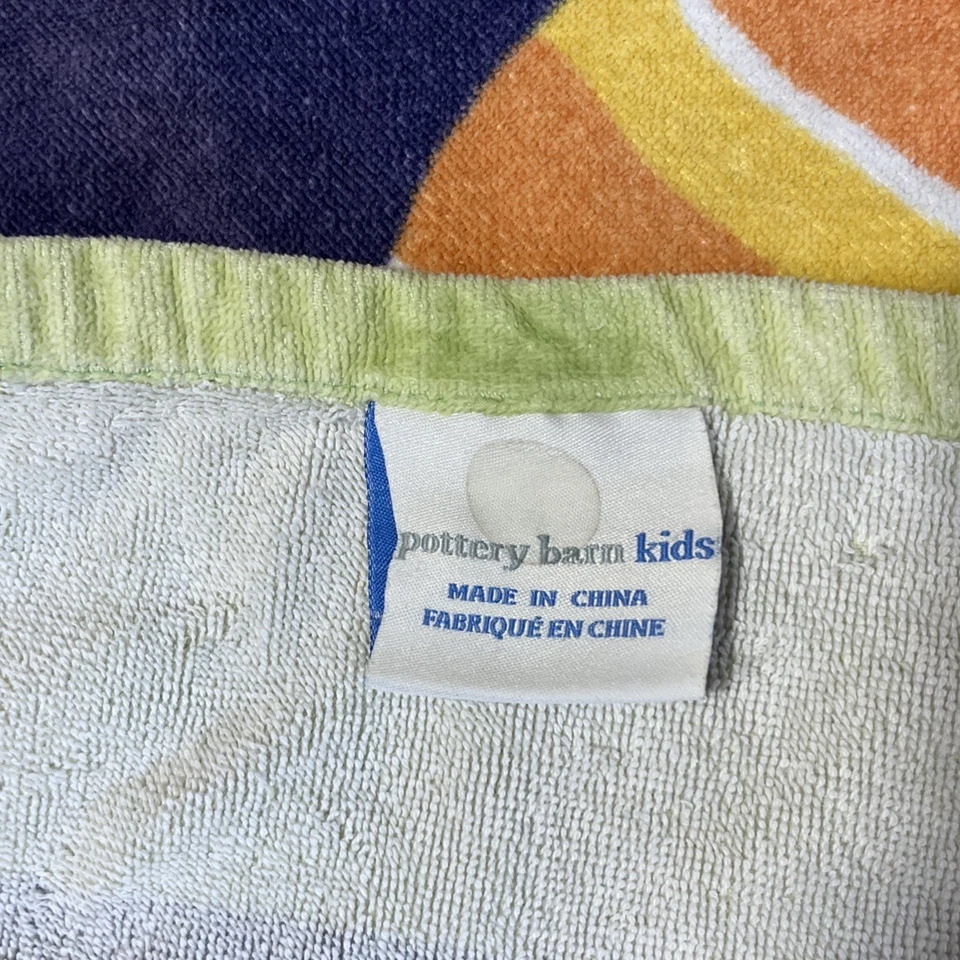 pottery barn kids
MADE IN CHINA
FABRIQUÉ EN CHINE